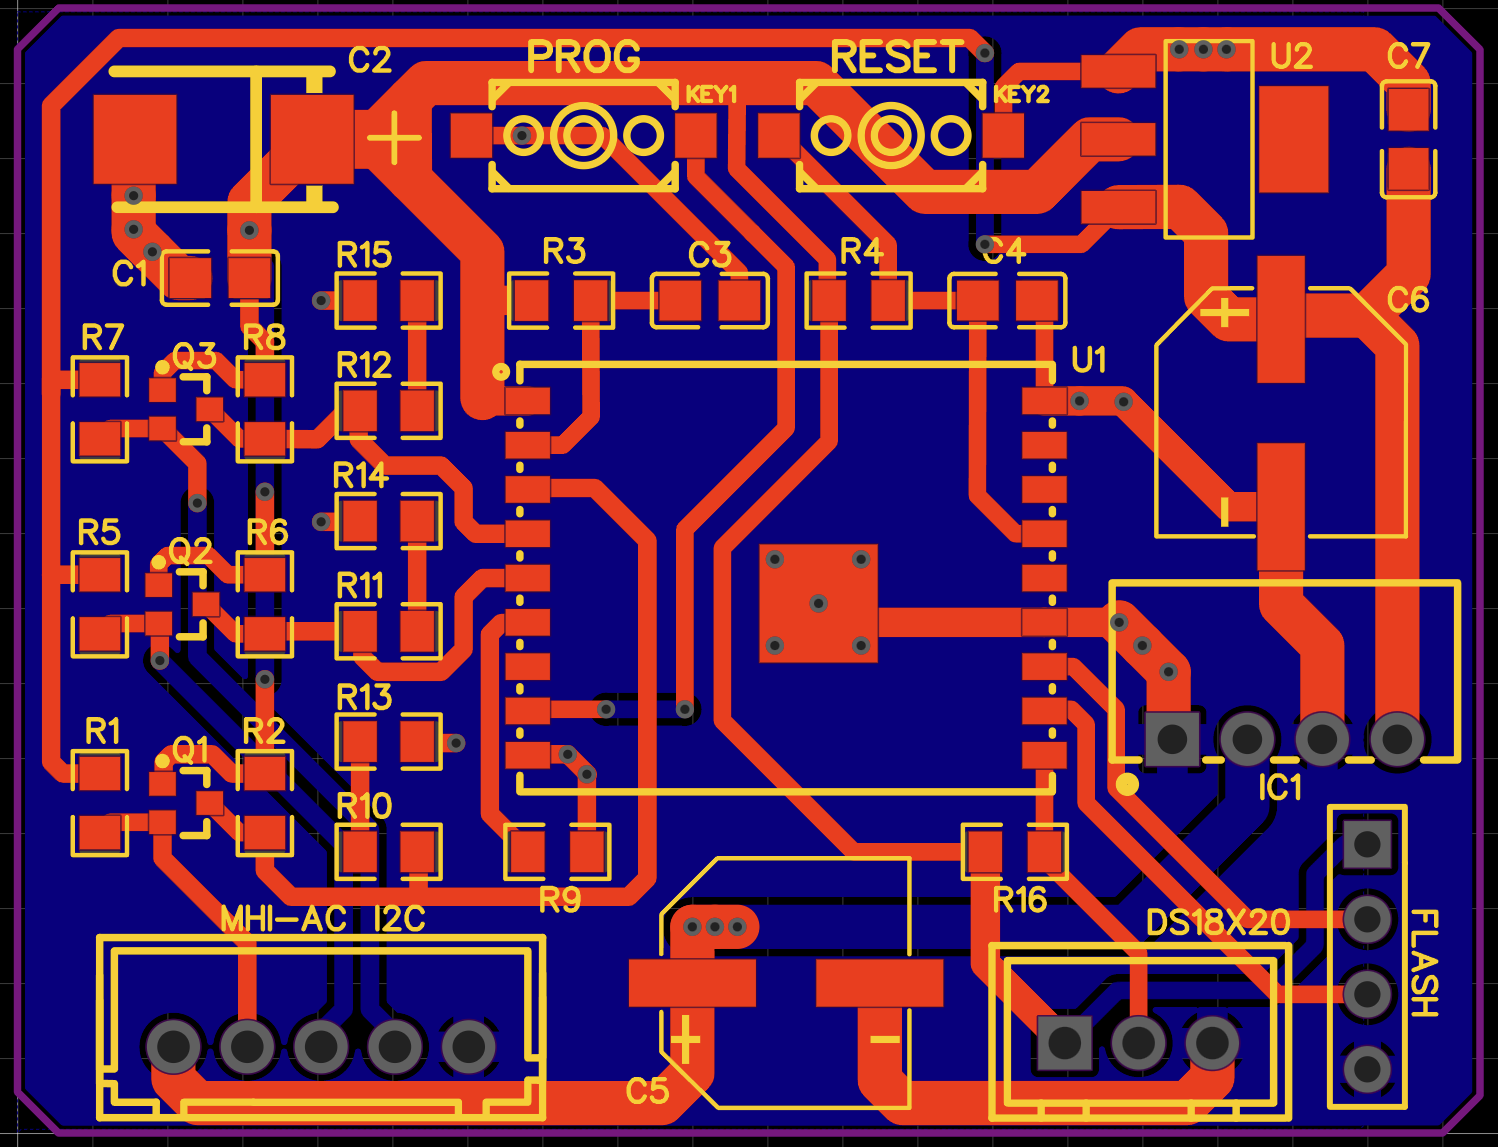 PROG RESET
C2 KEY1 KEY2 U2 C7
C1 R15 R3 C3 R4 C4 C6
R7 Q3 R8 R12 U1
R14
R5 Q2 R6 R11
R13
R1 Q1 R2 R10 IC1
R9 R16
MHI-AC I2C DS18X20 FLASH
C5